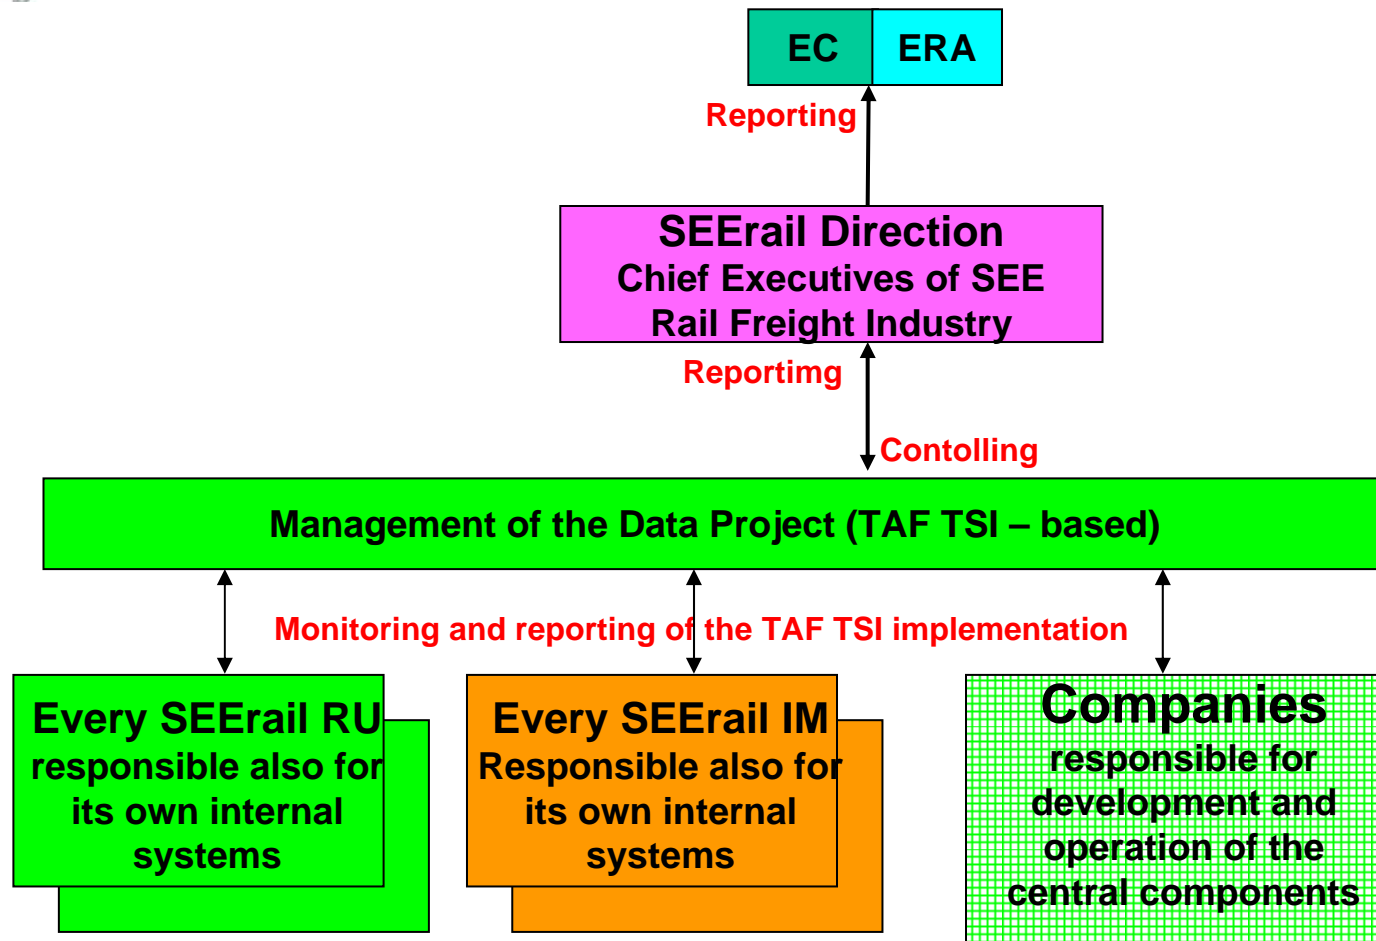 EC ERA
Reporting
SEErail Direction
Chief Executives of SEE
Rail Freight Industry
Reportimg
Contolling
Management of the Data Project (TAF TSI – based)
Monitoring and reporting of the TAF TSI implementation
Every SEErail RU
responsible also for
its own internal
systems
Every SEErail IM
Responsible also for
its own internal
systems
Companies
responsible for
development and
operation of the
central components